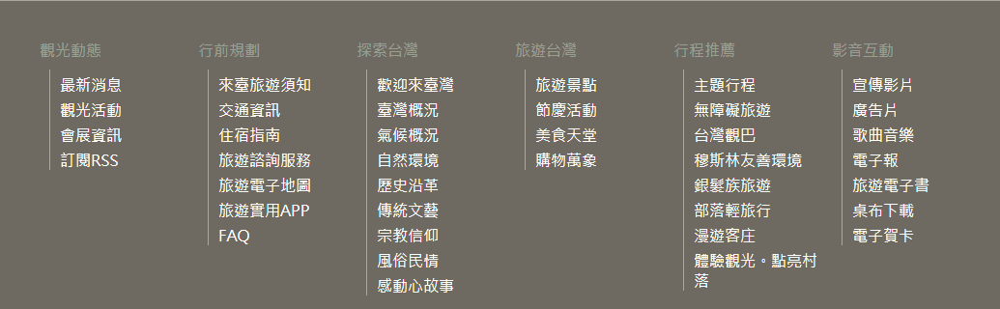 觀光動態
最新消息
觀光活動
會展資訊
訂閱RSS
行前規劃
來臺旅遊須知
交通資訊
住宿指南
旅遊諮詢服務
旅遊電子地圖
旅遊實用APP
FAQ
探索台灣
歡迎來臺灣
臺灣概況
氣候概況
自然環境
歷史沿革
傳統文藝
宗教信仰
風俗民情
感動心故事
旅遊台灣
旅遊景點
節慶活動
美食天堂
購物萬象
行程推薦
主題行程
無障礙旅遊
台灣觀巴
穆斯林友善環境
銀髮族旅遊
部落輕旅行
漫遊客庄
體驗觀光。點亮村
落
影音互動
宣傳影片
廣告片
歌曲音樂
電子報
旅遊電子書
桌布下載
電子賀卡